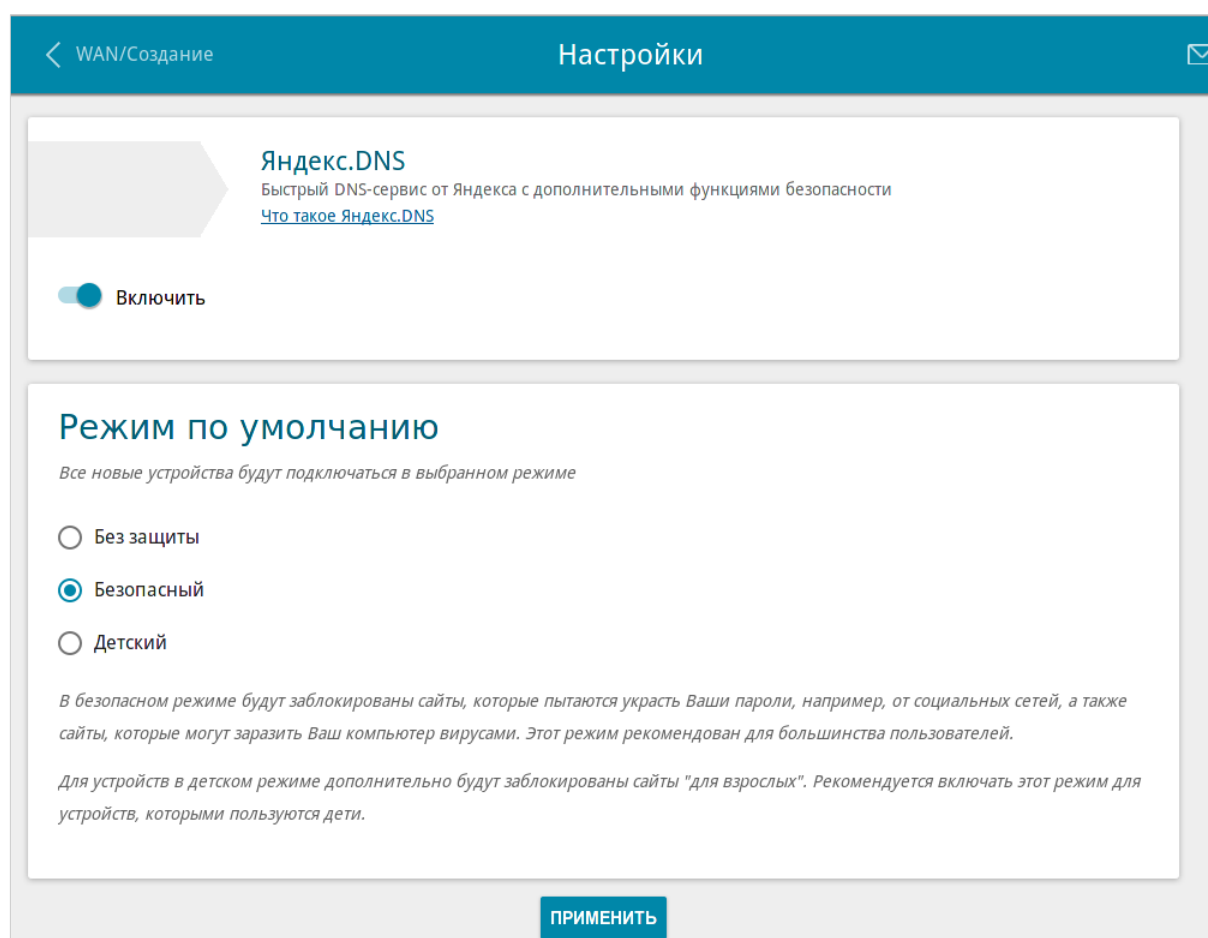 WAN/Создание
Настройки
Яндекс.DNS
Быстрый DNS-сервис от Яндекса с дополнительными функциями безопасности
Что такое Яндекс.DNS
Включить
Режим по умолчанию
Все новые устройства будут подключаться в выбранном режиме
Без защиты
Безопасный
Детский
В безопасном режиме будут заблокированы сайты, которые пытаются украсть Ваши пароли, например, от социальных сетей, а также
сайты, которые могут заразить Ваш компьютер вирусами. Этот режим рекомендован для большинства пользователей.
Для устройств в детском режиме дополнительно будут заблокированы сайты "для взрослых". Рекомендуется включать этот режим для
устройств, которыми пользуются дети.
ПРИМЕНИТЬ